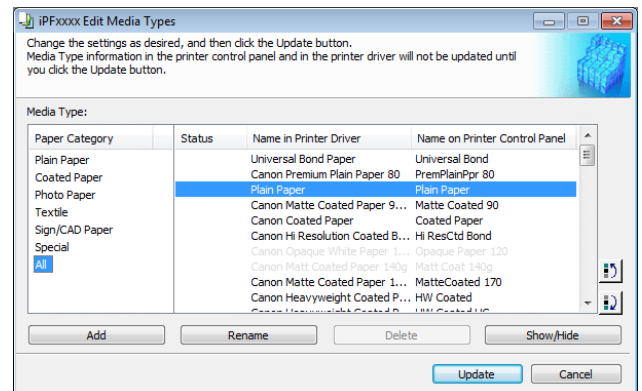 iPFxxxx Edit Media Types
Change the settings as desired, and then click the Update button.
Media Type information in the printer control panel and in the printer driver will not be updated until
you click the Update button.
Media Type:
Paper Category Status Name in Printer Driver Name on Printer Control Panel
Plain Paper Universal Bond Paper Universal Bond
Coated Paper Canon Premium Plain Paper 80 PremPlainPpr 80
Photo Paper Plain Paper Plain Paper
Textile Canon Matte Coated Paper 9... Matte Coated 90
Sign/CAD Paper Canon Coated Paper Coated Paper
Special Canon Hi Resolution Coated B... Hi ResCtd Bond
All Canon Opaque White Paper 1... Opaque Paper 120
Canon Matt Coated Paper 140g Matt Coat 140g
Canon Matte Coated Paper 1... MatteCoated 170
Canon Heavyweight Coated P... HW Coated
Canon Heavyweight Coated P... HW Coated HG
Add Rename Delete Show/Hide
Update Cancel